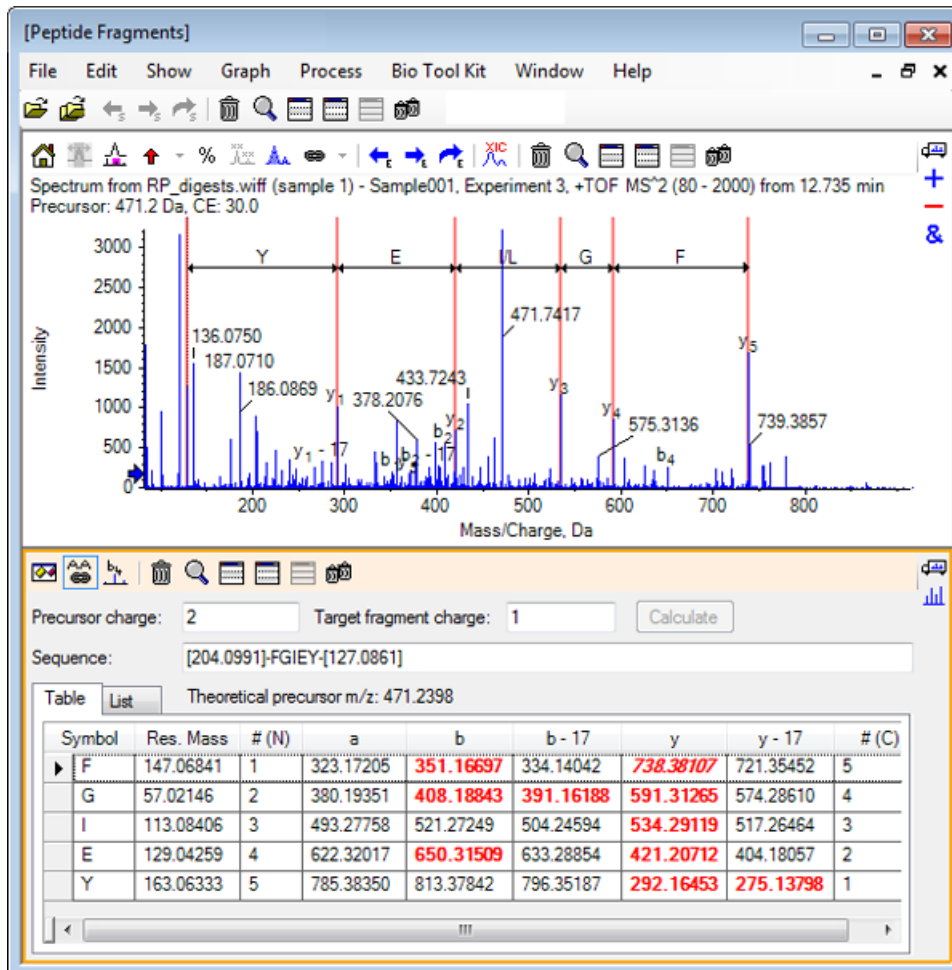 [Peptide Fragments]
File Edit Show Graph Process Bio Tool Kit Window Help
% XIC
Spectrum from RP_digests.wiff (sample 1) - Sample001, Experiment 3, +TOF MS^2 (80 - 2000) from 12.735 min
Precursor: 471.2 Da, CE: 30.0
Y E I/L G F
3000
2500
2000
1500
1000
500
0
Intensity
136.0750
187.0710
186.0869
y1
y1 - 17
378.2076
433.7243
b2
y2
b2 - 17
471.7417
y3
y4
575.3136
b4
y5
739.3857
200 300 400 500 600 700 800
Mass/Charge, Da
Precursor charge: 2 Target fragment charge: 1 Calculate
Sequence: [204.0991]-FGIEY-[127.0861]
Table List Theoretical precursor m/z: 471.2398
Symbol Res. Mass # (N) a b b - 17 y y - 17 # (C)
F 147.06841 1 323.17205 351.16697 334.14042 738.38107 721.35452 5
G 57.02146 2 380.19351 408.18843 391.16188 591.31265 574.28610 4
I 113.08406 3 493.27758 521.27249 504.24594 534.29119 517.26464 3
E 129.04259 4 622.32017 650.31509 633.28854 421.20712 404.18057 2
Y 163.06333 5 785.38350 813.37842 796.35187 292.16453 275.13798 1